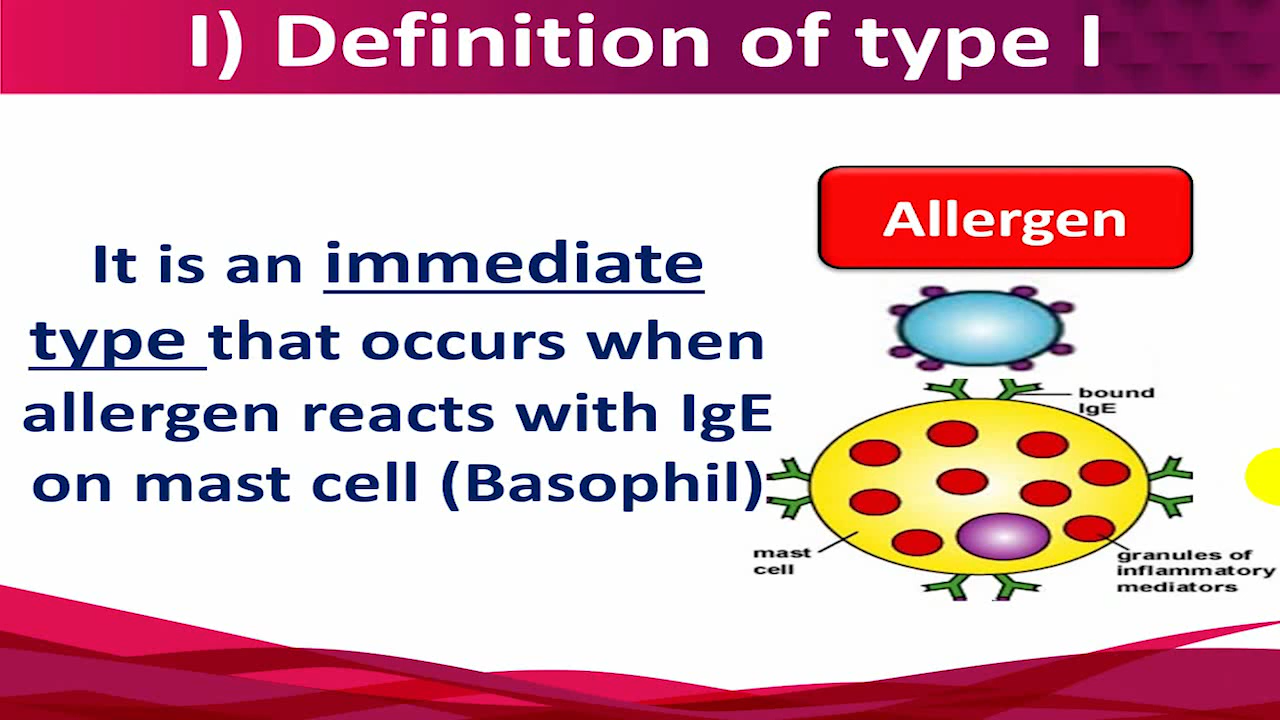 I) Definition of type I
Allergen
It is an immediate
type that occurs when
allergen reacts with IgE
on mast cell (Basophil)
bound
IgE
mast
cell
granules of
inflammatory
mediators